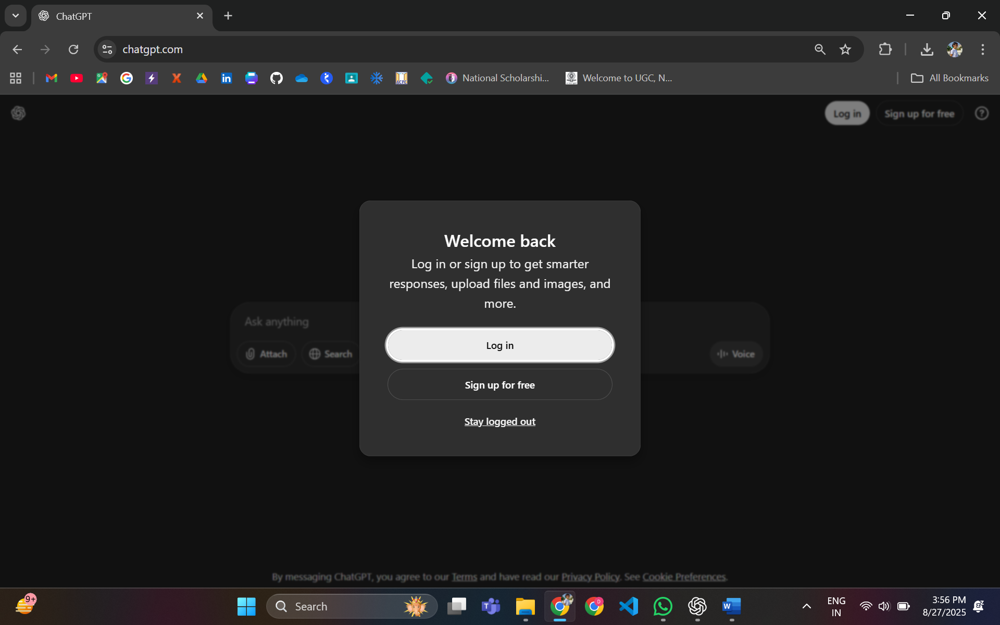 ChatGPT
chatgpt.com
National Scholarshi...
Welcome to UGC, N...
All Bookmarks
Log in
Sign up for free
Welcome back
Log in or sign up to get smarter
responses, upload files and images, and
more.
Ask anything
Log in
Attach
Search
Voice
Sign up for free
Stay logged out
By messaging ChatGPT, you agree to our Terms and have read our Privacy Policy. See Cookie Preferences.
9+
Search
ENG
IN
3:56 PM
8/27/2025